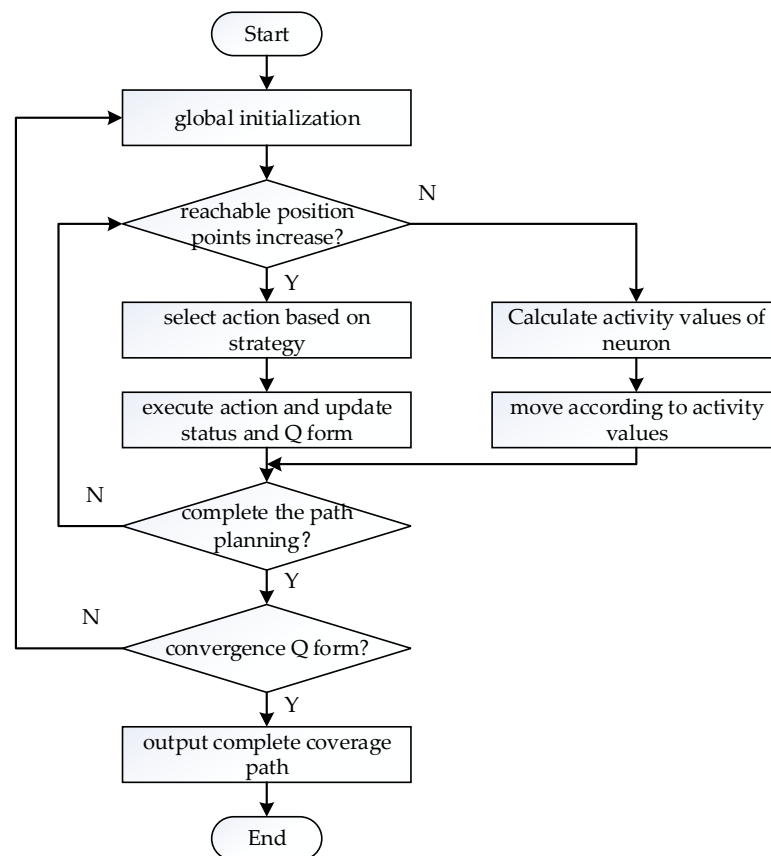 Start
global initialization
reachable position
points increase?
N
Y
select action based on
strategy
Calculate activity values of
neuron
execute action and update
status and Q form
move according to activity
values
N
complete the path
planning?
Y
N
convergence Q form?
Y
output complete coverage
path
End